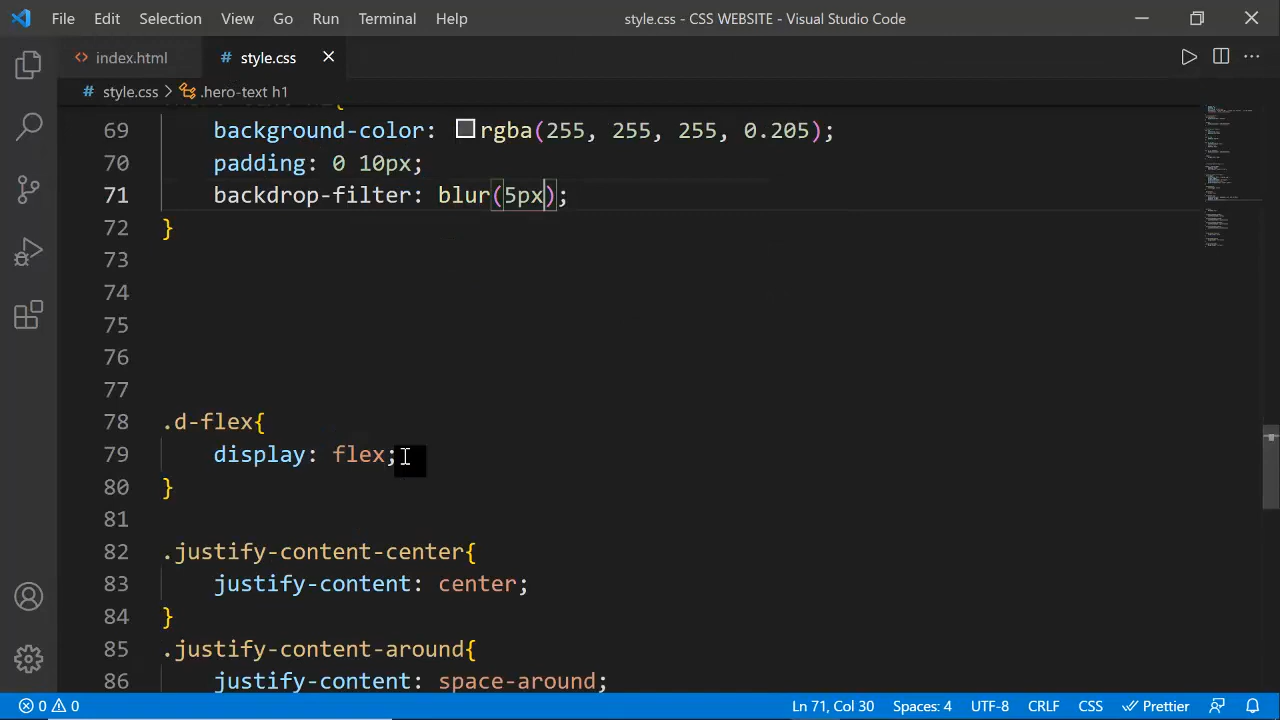 File Edit Selection View Go Run Terminal Help style.css - CSS WEBSITE - Visual Studio Code
index.html # style.css
# style.css > .hero-text h1
69 background-color: rgba(255, 255, 255, 0.205);
70 padding: 0 10px;
71 backdrop-filter: blur(5px);
72 }
73
74
75
76
77
78 .d-flex{
79 display: flex;
80 }
81
82 .justify-content-center{
83 justify-content: center;
84 }
85 .justify-content-around{
86 justify-content: space-around;
0 0 Ln 71, Col 30 Spaces: 4 UTF-8 CRLF CSS Prettier